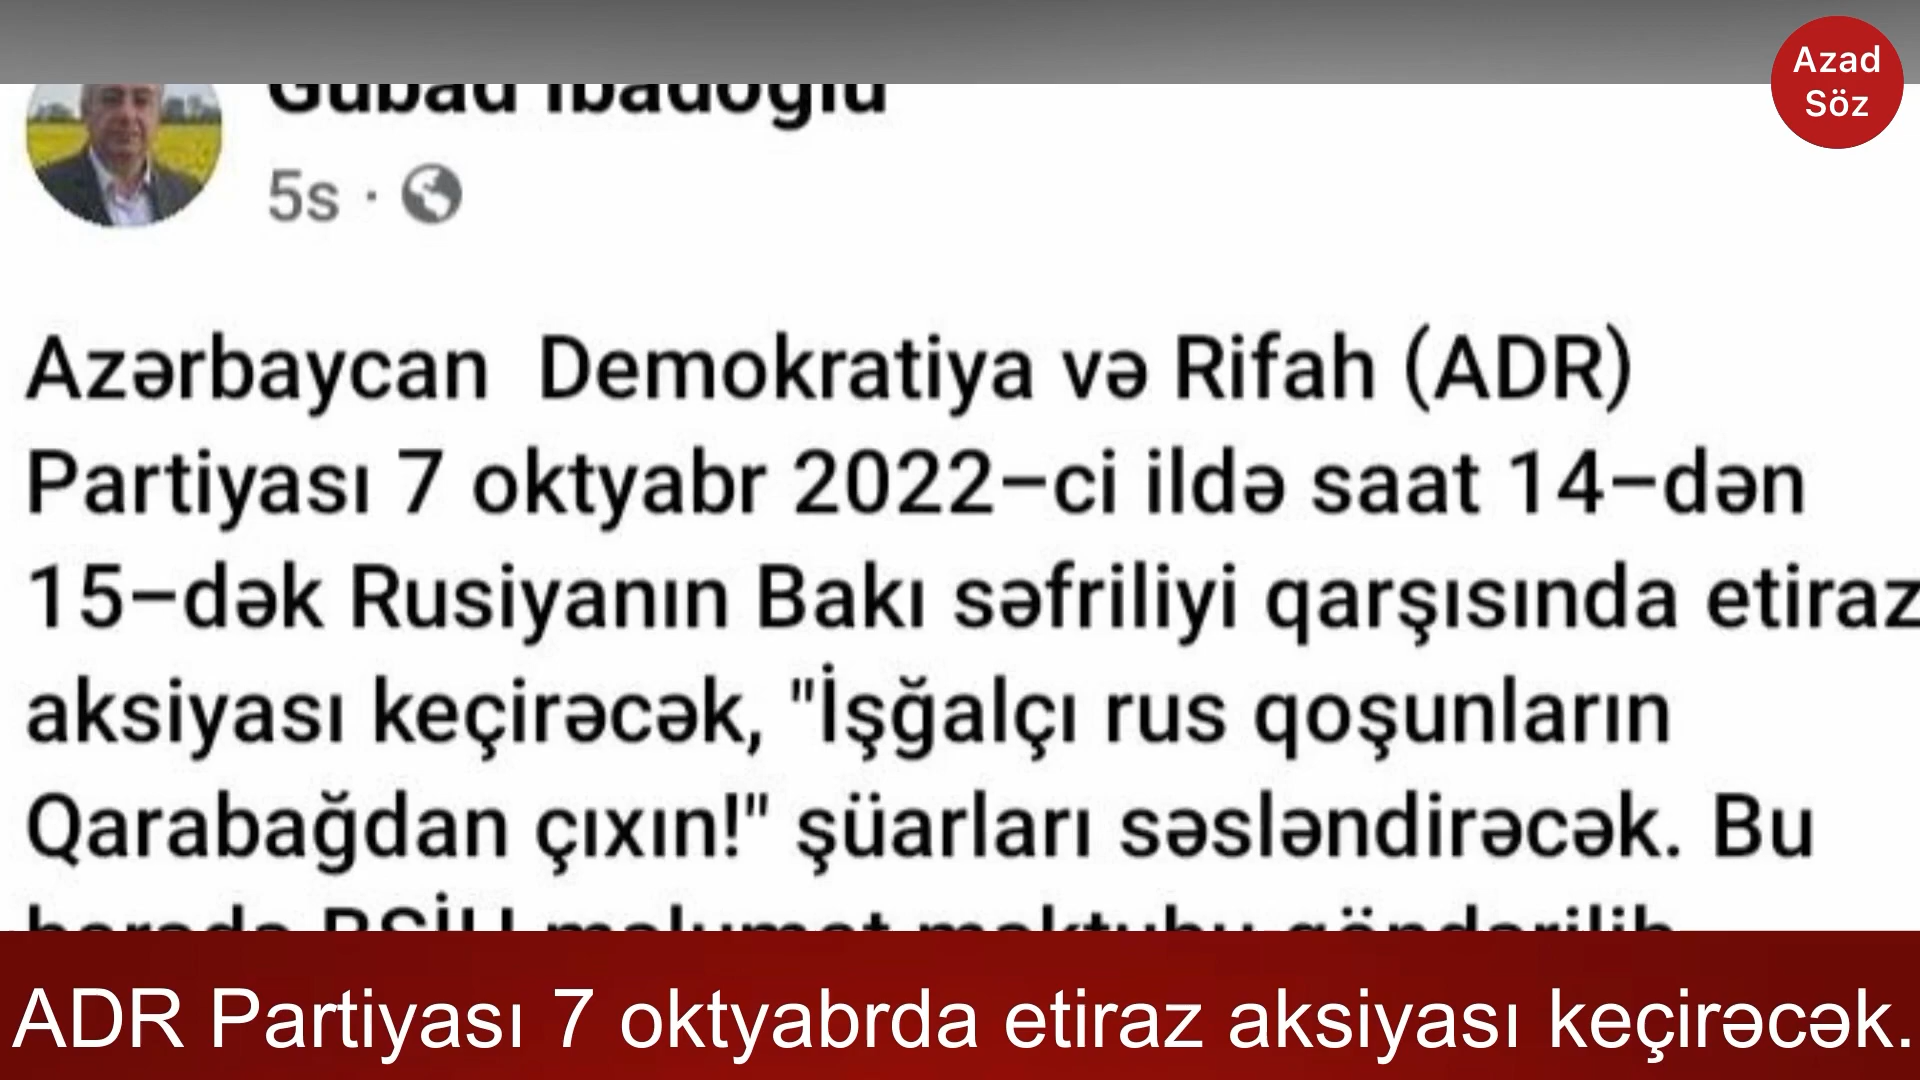 Azad
Söz
Gubad Ibadoglu
5s ·
Azərbaycan Demokratiya və Rifah (ADR)
Partiyası 7 oktyabr 2022–ci ildə saat 14–dən
15–dək Rusiyanın Bakı səfriliyi qarşısında etiraz
aksiyası keçirəcək, "İşğalçı rus qoşunların
Qarabağdan çıxın!" şüarları səsləndirəcək. Bu
ADR Partiyası 7 oktyabrda etiraz aksiyası keçirəcək.